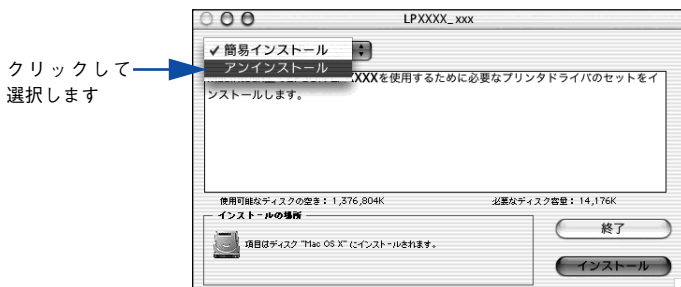 LPXXXX_xxx
✓簡易インストール
アンインストール
クリックして
選択します
XXXXを使用するために必要なプリンタドライバのセットをイ
ンストールします。
使用可能なディスクの空き：1,376,804K
必要なディスク容量：14,176K
インストールの場所
項目はディスク "Mac OS X" にインストールされます。
終了
インストール